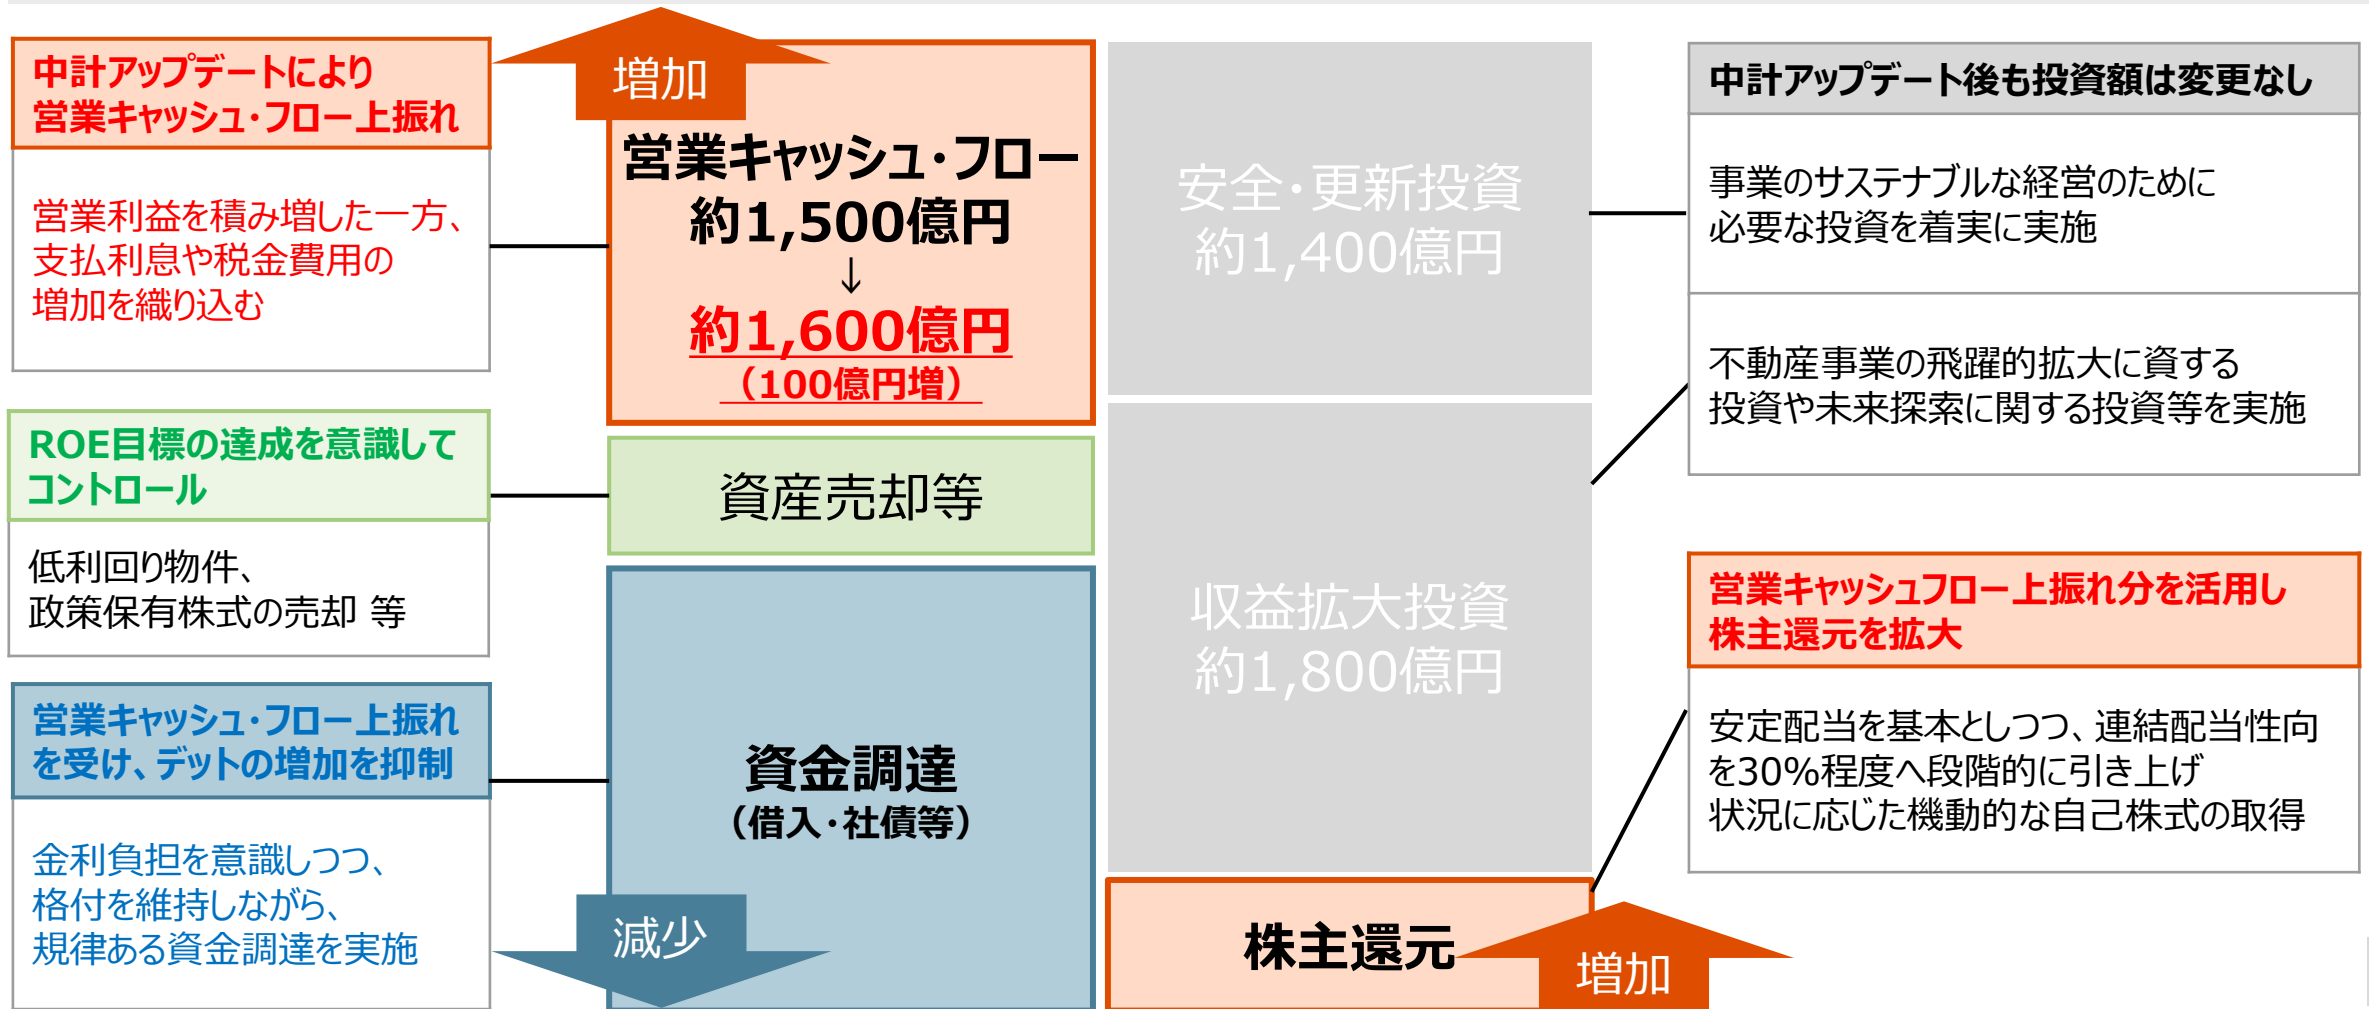 中計アップデートにより
営業キャッシュ・フロー上振れ
営業利益を積み増した一方、
支払利息や税金費用の
増加を織り込む
ROE目標の達成を意識して
コントロール
低利回り物件、
政策保有株式の売却 等
営業キャッシュ・フロー上振れ
を受け、デットの増加を抑制
金利負担を意識しつつ、
格付を維持しながら、
規律ある資金調達を実施
増加
営業キャッシュ・フロー
約1,500億円
↓
約1,600億円
（100億円増）
資産売却等
資金調達
（借入・社債等）
減少
安全・更新投資
約1,400億円
収益拡大投資
約1,800億円
株主還元
増加
中計アップデート後も投資額は変更なし
事業のサステナブルな経営のために
必要な投資を着実に実施
不動産事業の飛躍的拡大に資する
投資や未来探索に関する投資等を実施
営業キャッシュフロー上振れ分を活用し
株主還元を拡大
安定配当を基本としつつ、連結配当性向
を30%程度へ段階的に引き上げ
状況に応じた機動的な自己株式の取得